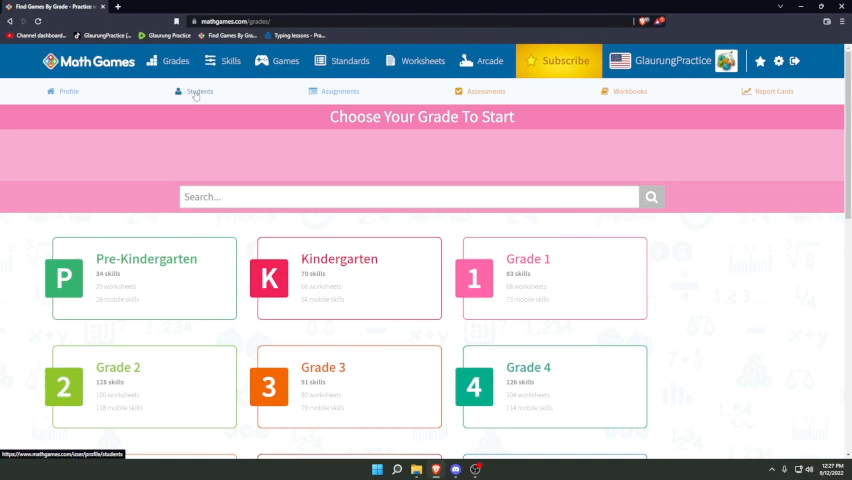 Find Games By Grade - Practice w
mathgames.com/grades/
Channel dashboard...
GlaurungPractice (...
Glaurung Practice
Find Games By Gra...
Typing lessons - Pra...
Math Games
Grades
Skills
Games
Standards
Worksheets
Arcade
Subscribe
GlaurungPractice
Profile
Students
Assignments
Assessments
Workbooks
Report Cards
Choose Your Grade To Start
Search...
P
Pre-Kindergarten
34 skills
29 worksheets
28 mobile skills
K
Kindergarten
70 skills
66 worksheets
54 mobile skills
1
Grade 1
83 skills
68 worksheets
73 mobile skills
2
Grade 2
128 skills
100 worksheets
118 mobile skills
3
Grade 3
91 skills
80 worksheets
79 mobile skills
4
Grade 4
126 skills
104 worksheets
114 mobile skills
https://www.mathgames.com/user/profile/students
12:27 PM
9/12/2022